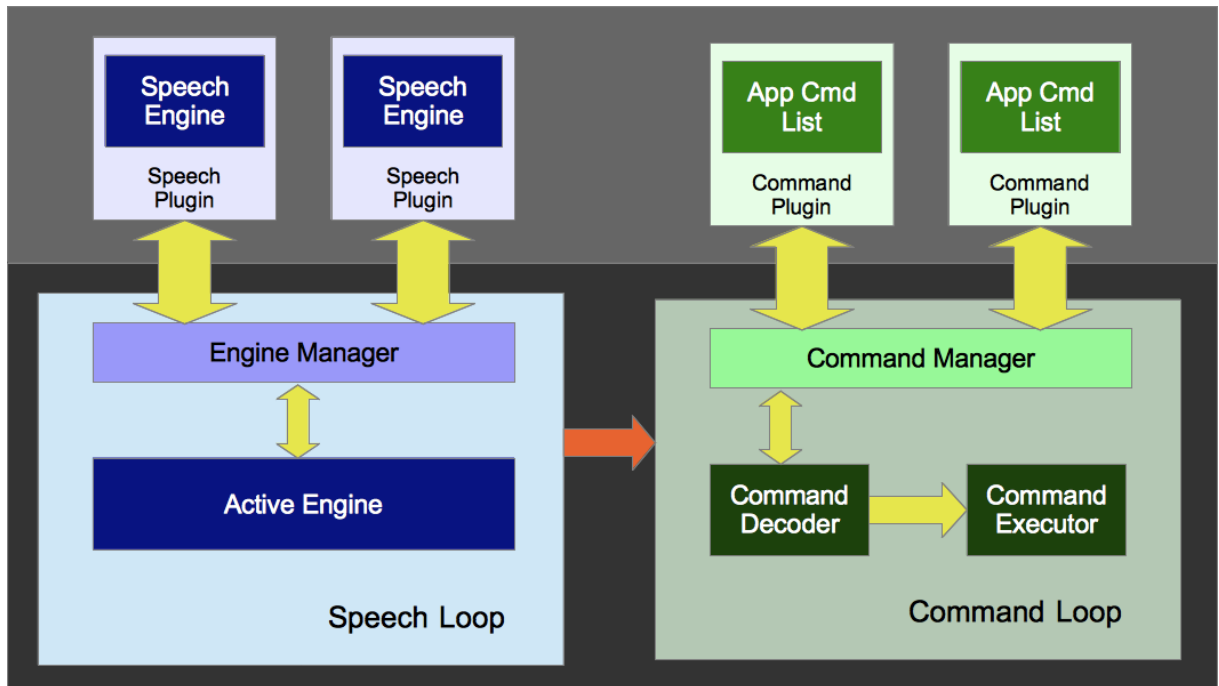 Speech
Engine
Speech
Plugin
Speech
Engine
Speech
Plugin
App Cmd
List
Command
Plugin
App Cmd
List
Command
Plugin
Engine Manager
Active Engine
Speech Loop
Command Manager
Command
Decoder
Command
Executor
Command Loop